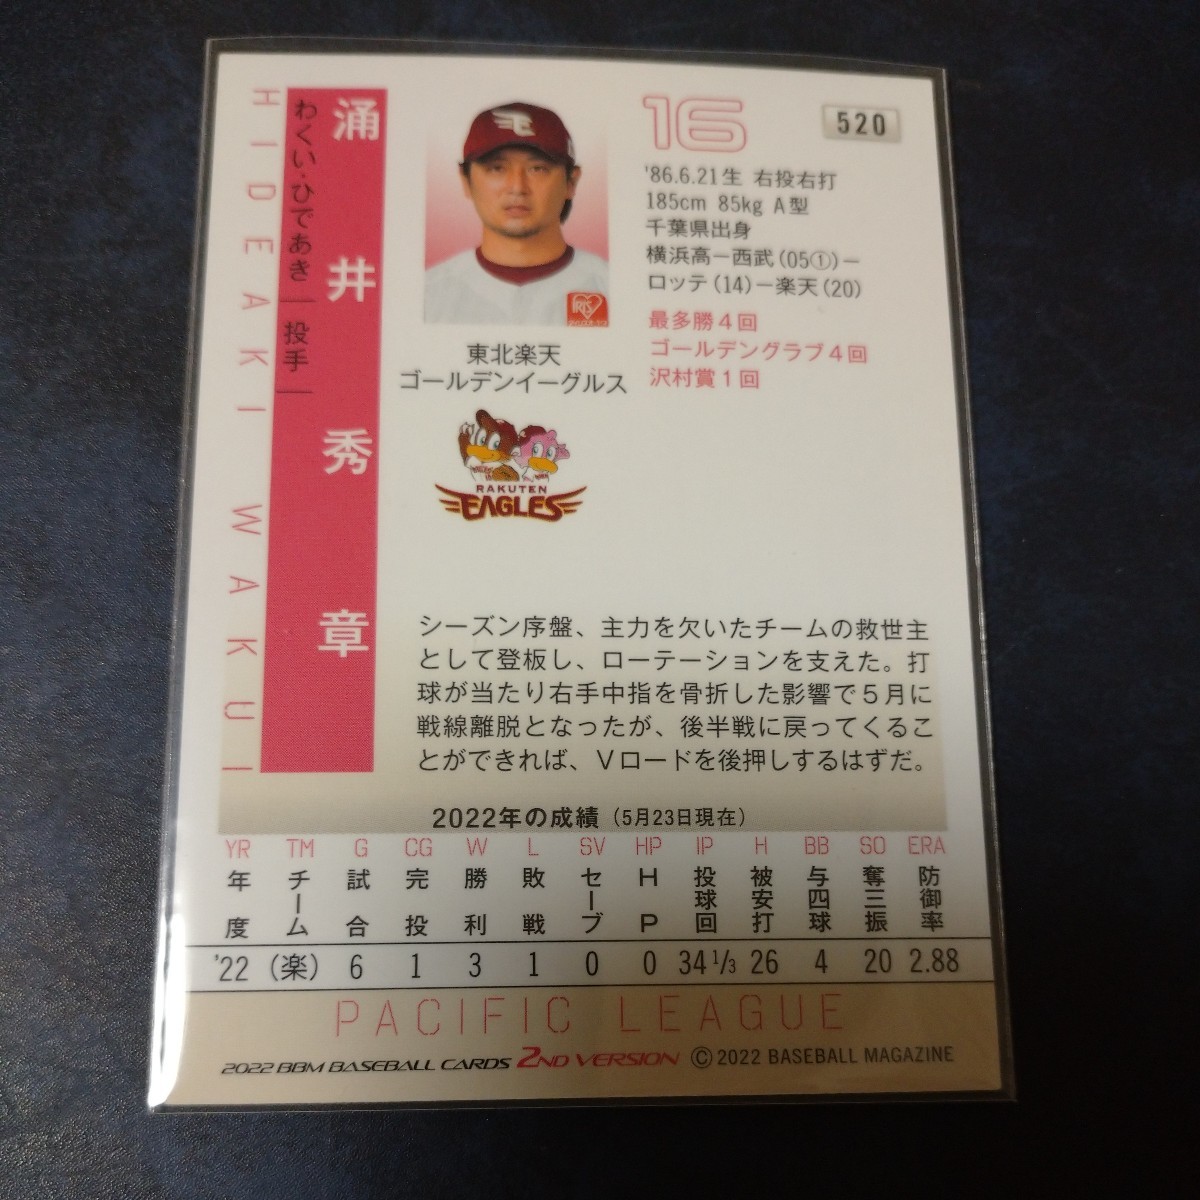 HIDEAKI WAKUI
わくい・ひであき|投手|
涌井秀章
IRIS
東北楽天
ゴールデンイーグルス
RAKUTEN
EAGLES
16
520
'86.6.21生 右投右打
185cm 85kg A型
千葉県出身
横浜高－西武(05①)－
ロッテ(14)－楽天(20)
最多勝4回
ゴールデングラブ4回
沢村賞1回
シーズン序盤、主力を欠いたチームの救世主
として登板し、ローテーションを支えた。打
球が当たり右手中指を骨折した影響で5月に
戦線離脱となったが、後半戦に戻ってくるこ
とができれば、Vロードを後押しするはずだ。
2022年の成績(5月23日現在)
YR TM G CG W L SV HP IP H BB SO ERA
年度 チーム 試合 完投 勝利 敗戦 セーブ HP 投球回 被安打 与四球 奪三振 防御率
'22 (楽) 6 1 3 1 0 0 34 1/3 26 4 20 2.88
PACIFIC LEAGUE
2022 BBM BASEBALL CARDS 2ND VERSION © 2022 BASEBALL MAGAZINE